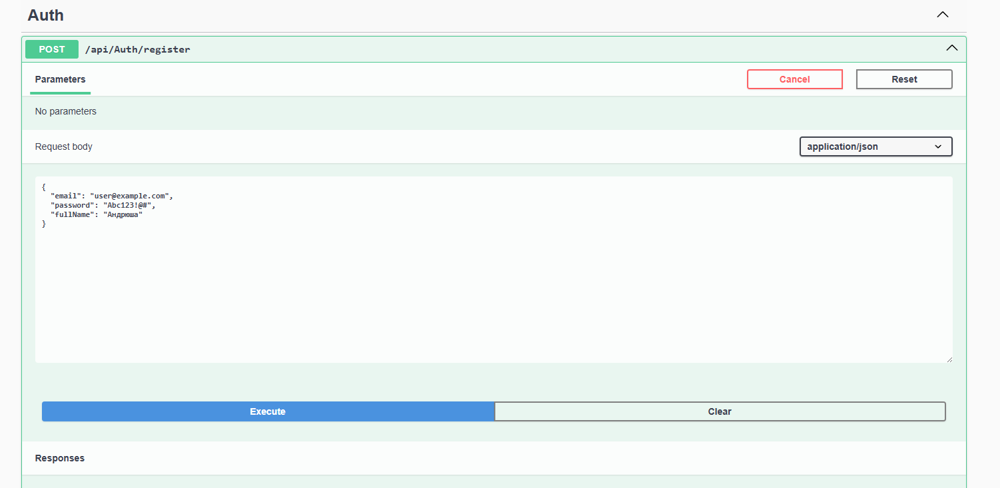 Auth
POST /api/Auth/register
Parameters
Cancel
Reset
No parameters
Request body
application/json
{
  "email": "user@example.com",
  "password": "Abc123!@#",
  "fullName": "Андрюша"
}
Execute
Clear
Responses